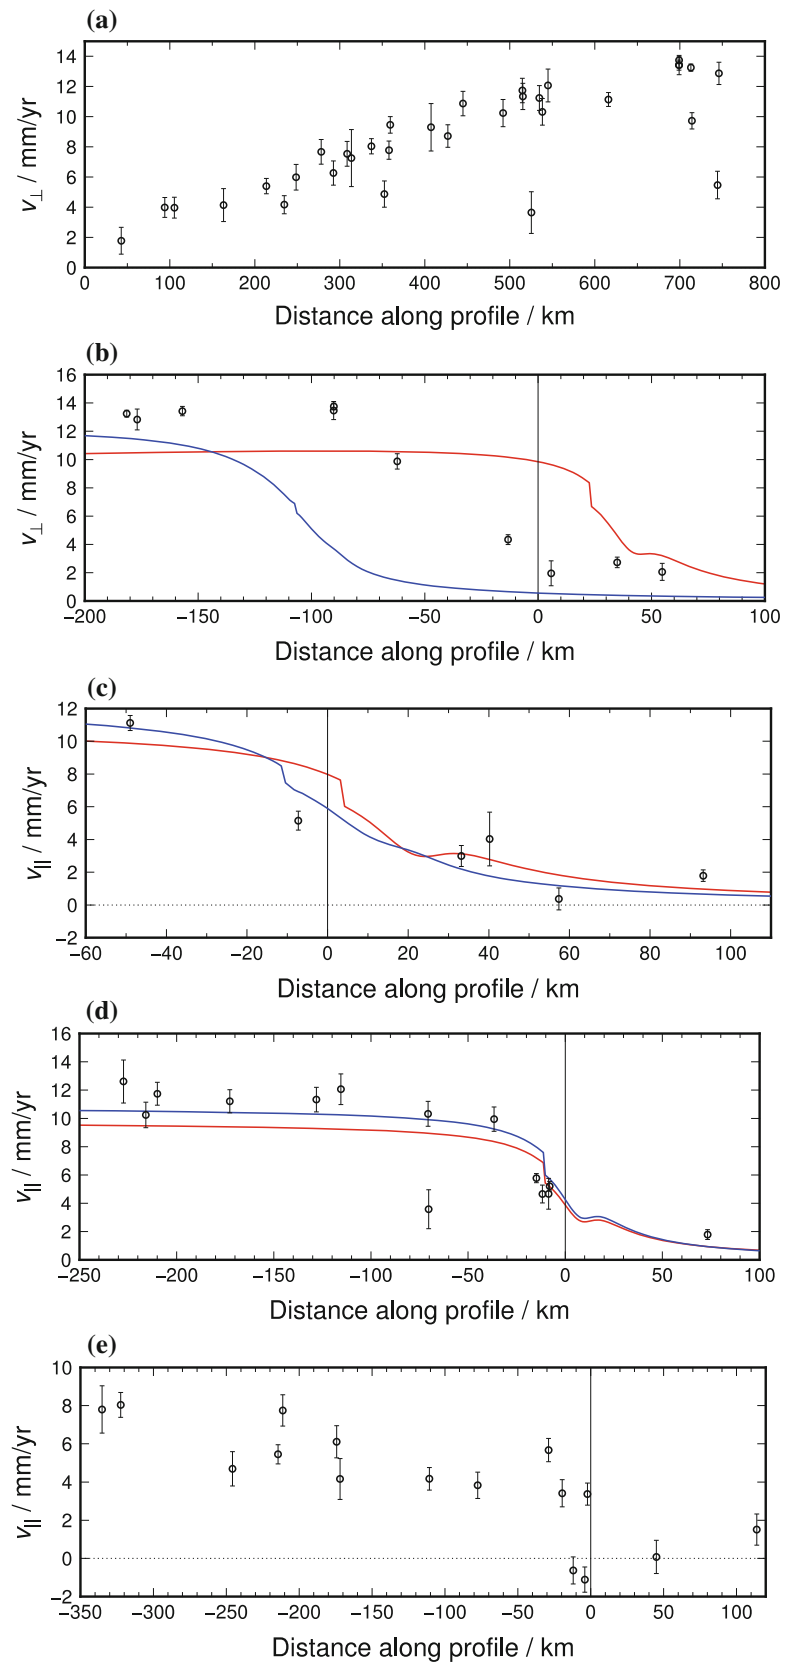 (a)
14
12
10
8
6
4
2
0
v⊥ / mm/yr
0 100 200 300 400 500 600 700 800
Distance along profile / km
(b)
16
14
12
10
8
6
4
2
0
v⊥ / mm/yr
−200 −150 −100 −50 0 50 100
Distance along profile / km
(c)
12
10
8
6
4
2
0
−2
v|| / mm/yr
−60 −40 −20 0 20 40 60 80 100
Distance along profile / km
(d)
16
14
12
10
8
6
4
2
0
v|| / mm/yr
−250 −200 −150 −100 −50 0 50 100
Distance along profile / km
(e)
10
8
6
4
2
0
−2
v|| / mm/yr
−350 −300 −250 −200 −150 −100 −50 0 50 100
Distance along profile / km